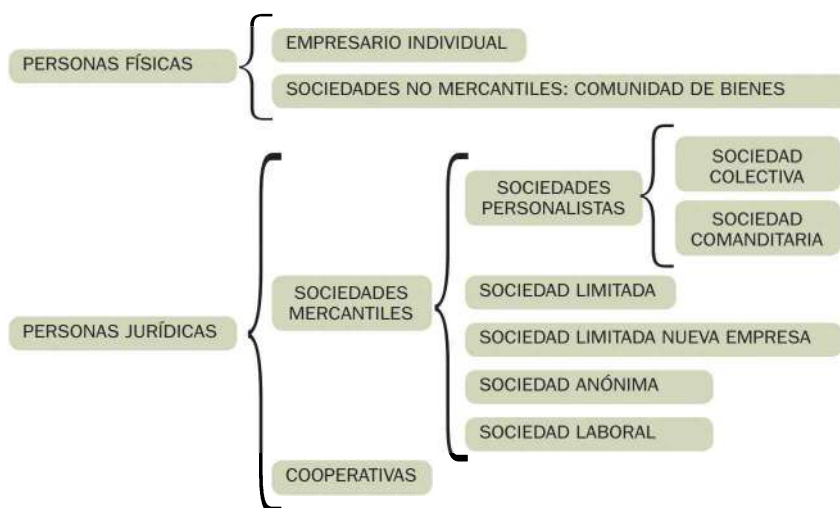 PERSONAS FÍSICAS
EMPRESARIO INDIVIDUAL
SOCIEDADES NO MERCANTILES: COMUNIDAD DE BIENES
PERSONAS JURÍDICAS
SOCIEDADES
MERCANTILES
SOCIEDADES
PERSONALISTAS
SOCIEDAD
COLECTIVA
SOCIEDAD
COMANDITARIA
SOCIEDAD LIMITADA
SOCIEDAD LIMITADA NUEVA EMPRESA
SOCIEDAD ANÓNIMA
SOCIEDAD LABORAL
COOPERATIVAS